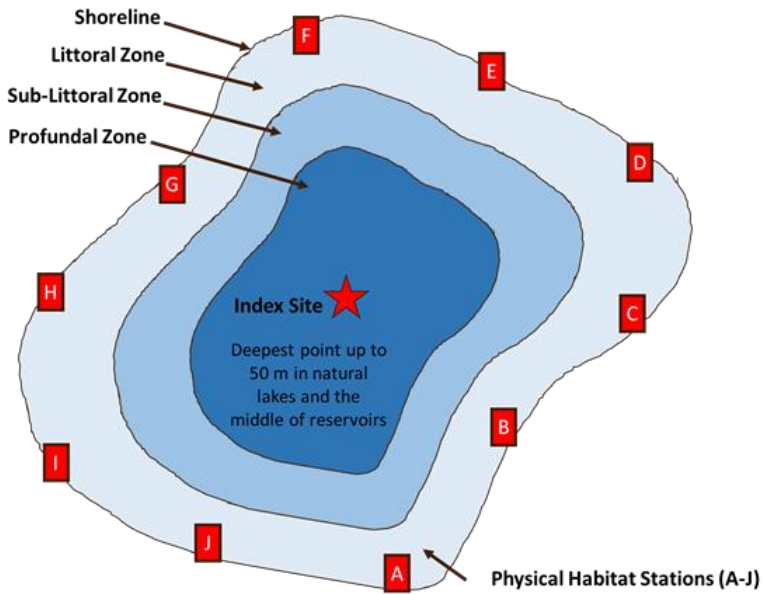 Shoreline
Littoral Zone
Sub-Littoral Zone
Profundal Zone
F
E
D
G
H
C
Index Site
Deepest point up to
50 m in natural
lakes and the
middle of reservoirs
B
I
J
A
Physical Habitat Stations (A-J)